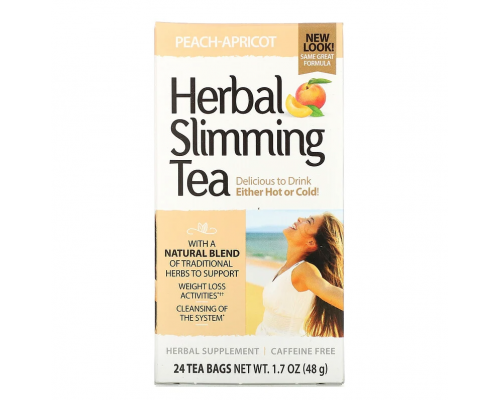 PEACH-APRICOT
NEW
LOOK!
SAME GREAT
FORMULA
Herbal
Slimming
Tea
Delicious to Drink
Either Hot or Cold!
WITH A
NATURAL BLEND
OF TRADITIONAL
HERBS TO SUPPORT
WEIGHT LOSS
ACTIVITIES*††
CLEANSING OF
THE SYSTEM*
HERBAL SUPPLEMENT | CAFFEINE FREE
24 TEA BAGS NET WT. 1.7 OZ (48 g)